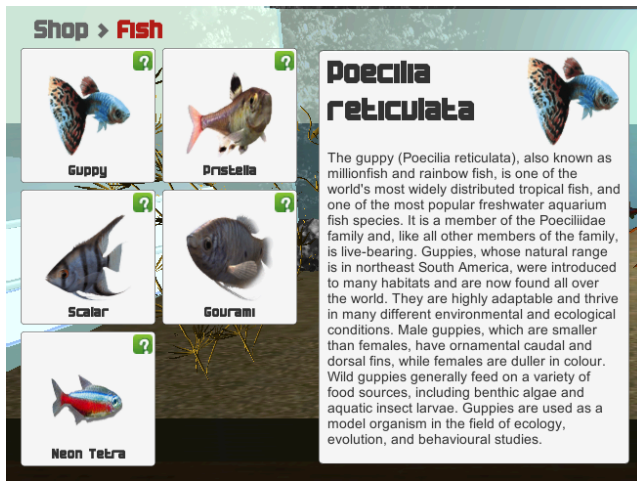 Shop > Fish
Guppy
Pristella
Scalar
Gourami
Neon Tetra
Poecilia
reticulata
The guppy (Poecilia reticulata), also known as
millionfish and rainbow fish, is one of the
world's most widely distributed tropical fish, and
one of the most popular freshwater aquarium
fish species. It is a member of the Poeciliidae
family and, like all other members of the family,
is live-bearing. Guppies, whose natural range
is in northeast South America, were introduced
to many habitats and are now found all over
the world. They are highly adaptable and thrive
in many different environmental and ecological
conditions. Male guppies, which are smaller
than females, have ornamental caudal and
dorsal fins, while females are duller in colour.
Wild guppies generally feed on a variety of
food sources, including benthic algae and
aquatic insect larvae. Guppies are used as a
model organism in the field of ecology,
evolution, and behavioural studies.